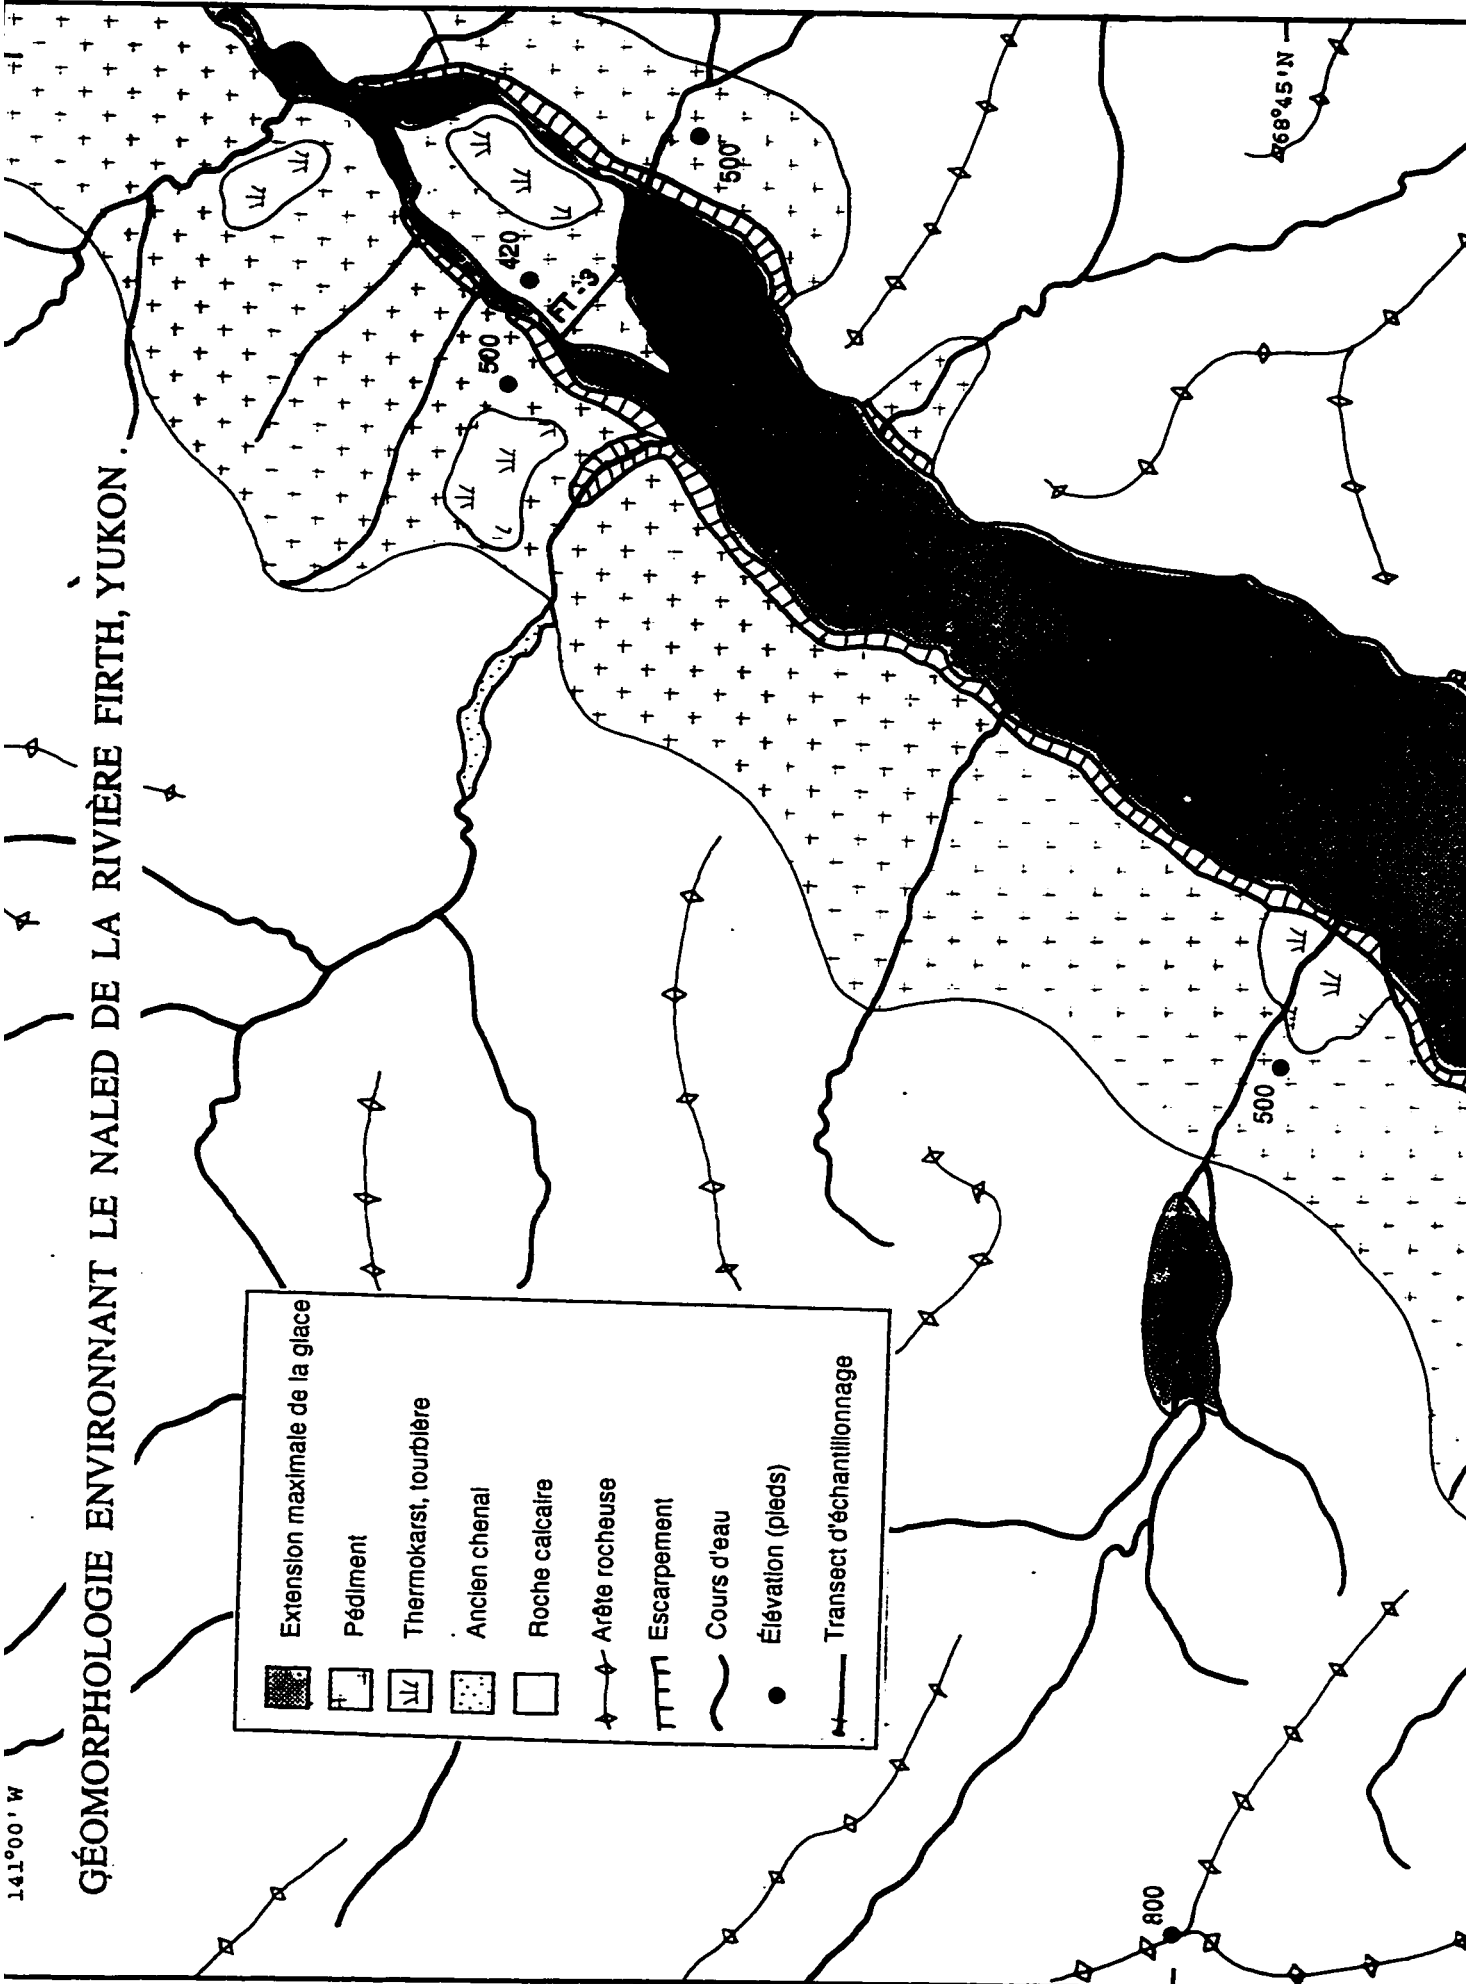 141°00'W
GÉOMORPHOLOGIE ENVIRONNANT LE NALED DE LA RIVIÈRE FIRTH, YUKON.
Extension maximale de la glace
Pédiment
Thermokarst, tourbière
Ancien chenal
Roche calcaire
Arête rocheuse
Escarpement
Cours d'eau
Élévation (pieds)
Transect d'échantillonnage
500
420
FT-3
500
500
800
68°45'N